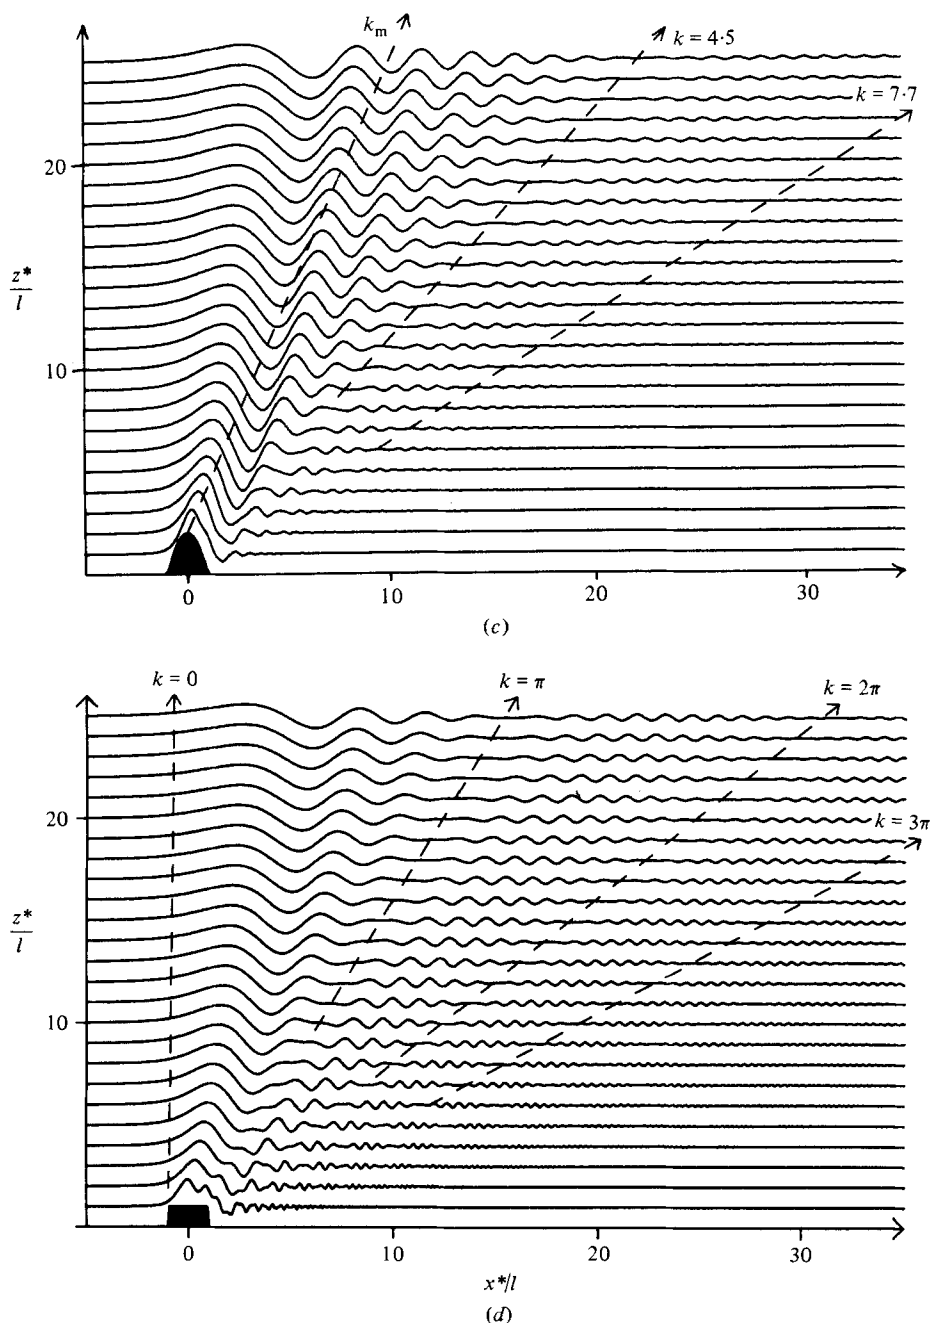 k_m
k = 4·5
k = 7·7
20
z*
l
10
0
10
20
30
(c)
k = 0
k = π
k = 2π
20
k = 3π
z*
l
10
0
10
20
30
x*/l
(d)